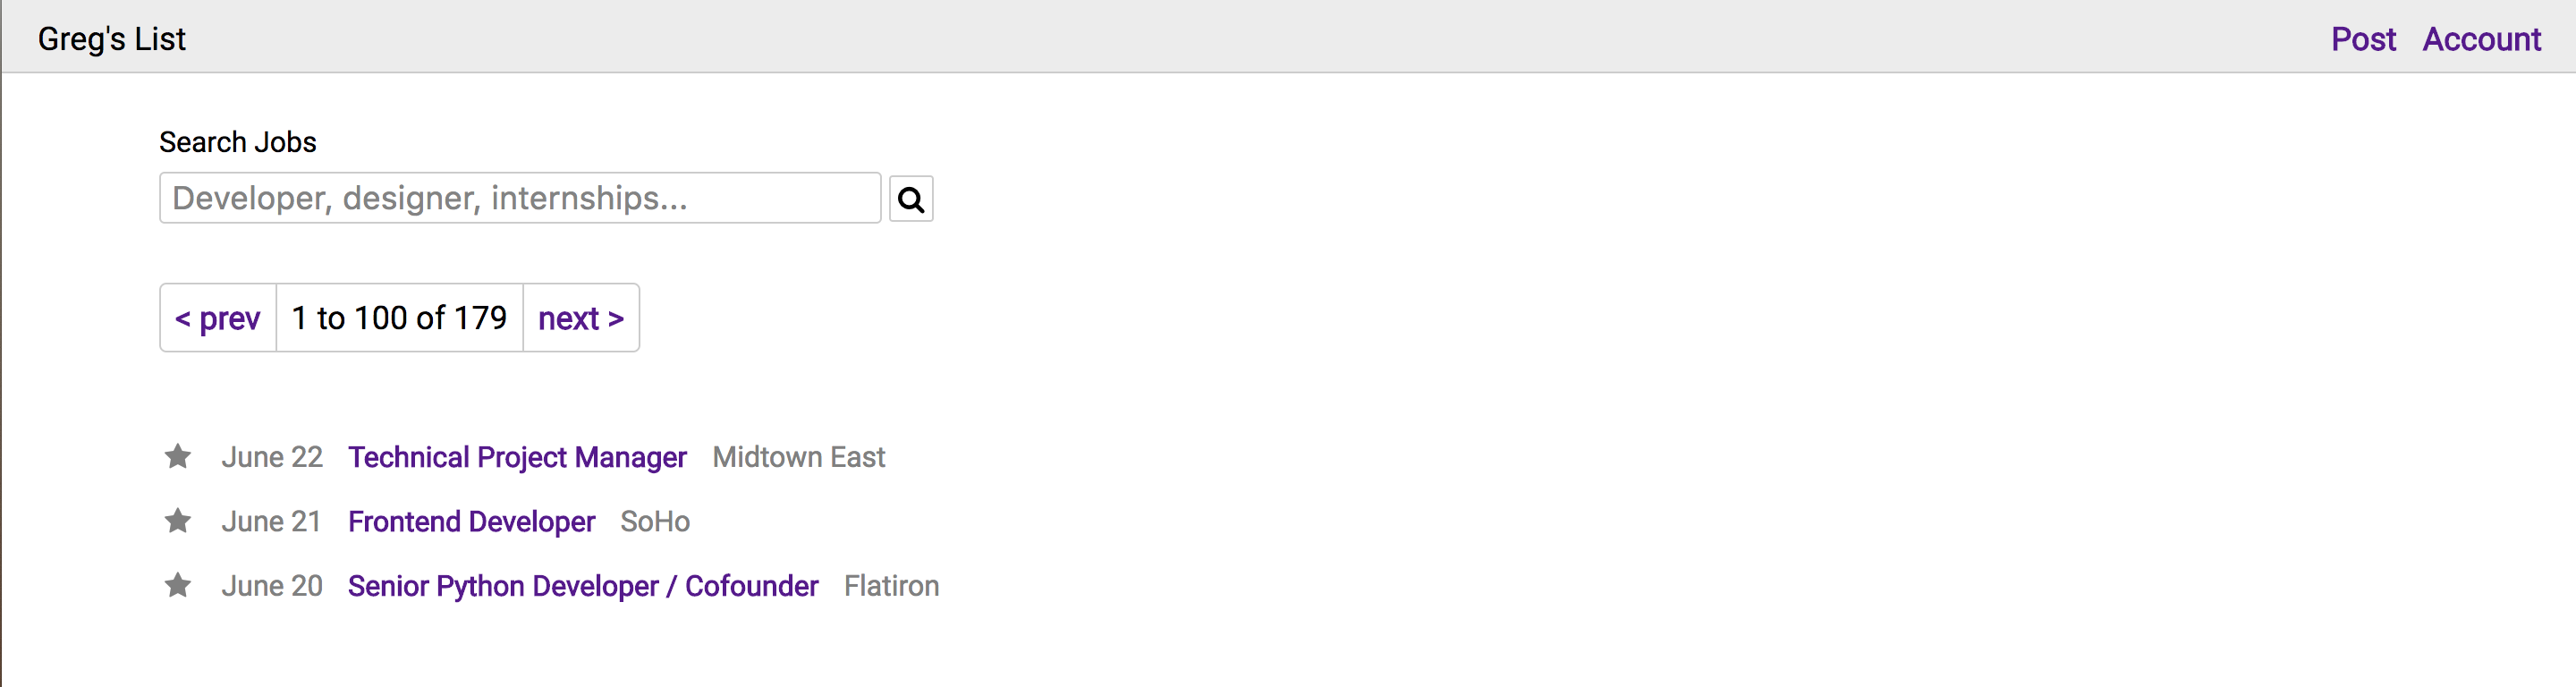 Greg's List Post Account
Search Jobs
Developer, designer, internships...
< prev 1 to 100 of 179 next >
June 22 Technical Project Manager Midtown East
June 21 Frontend Developer SoHo
June 20 Senior Python Developer / Cofounder Flatiron